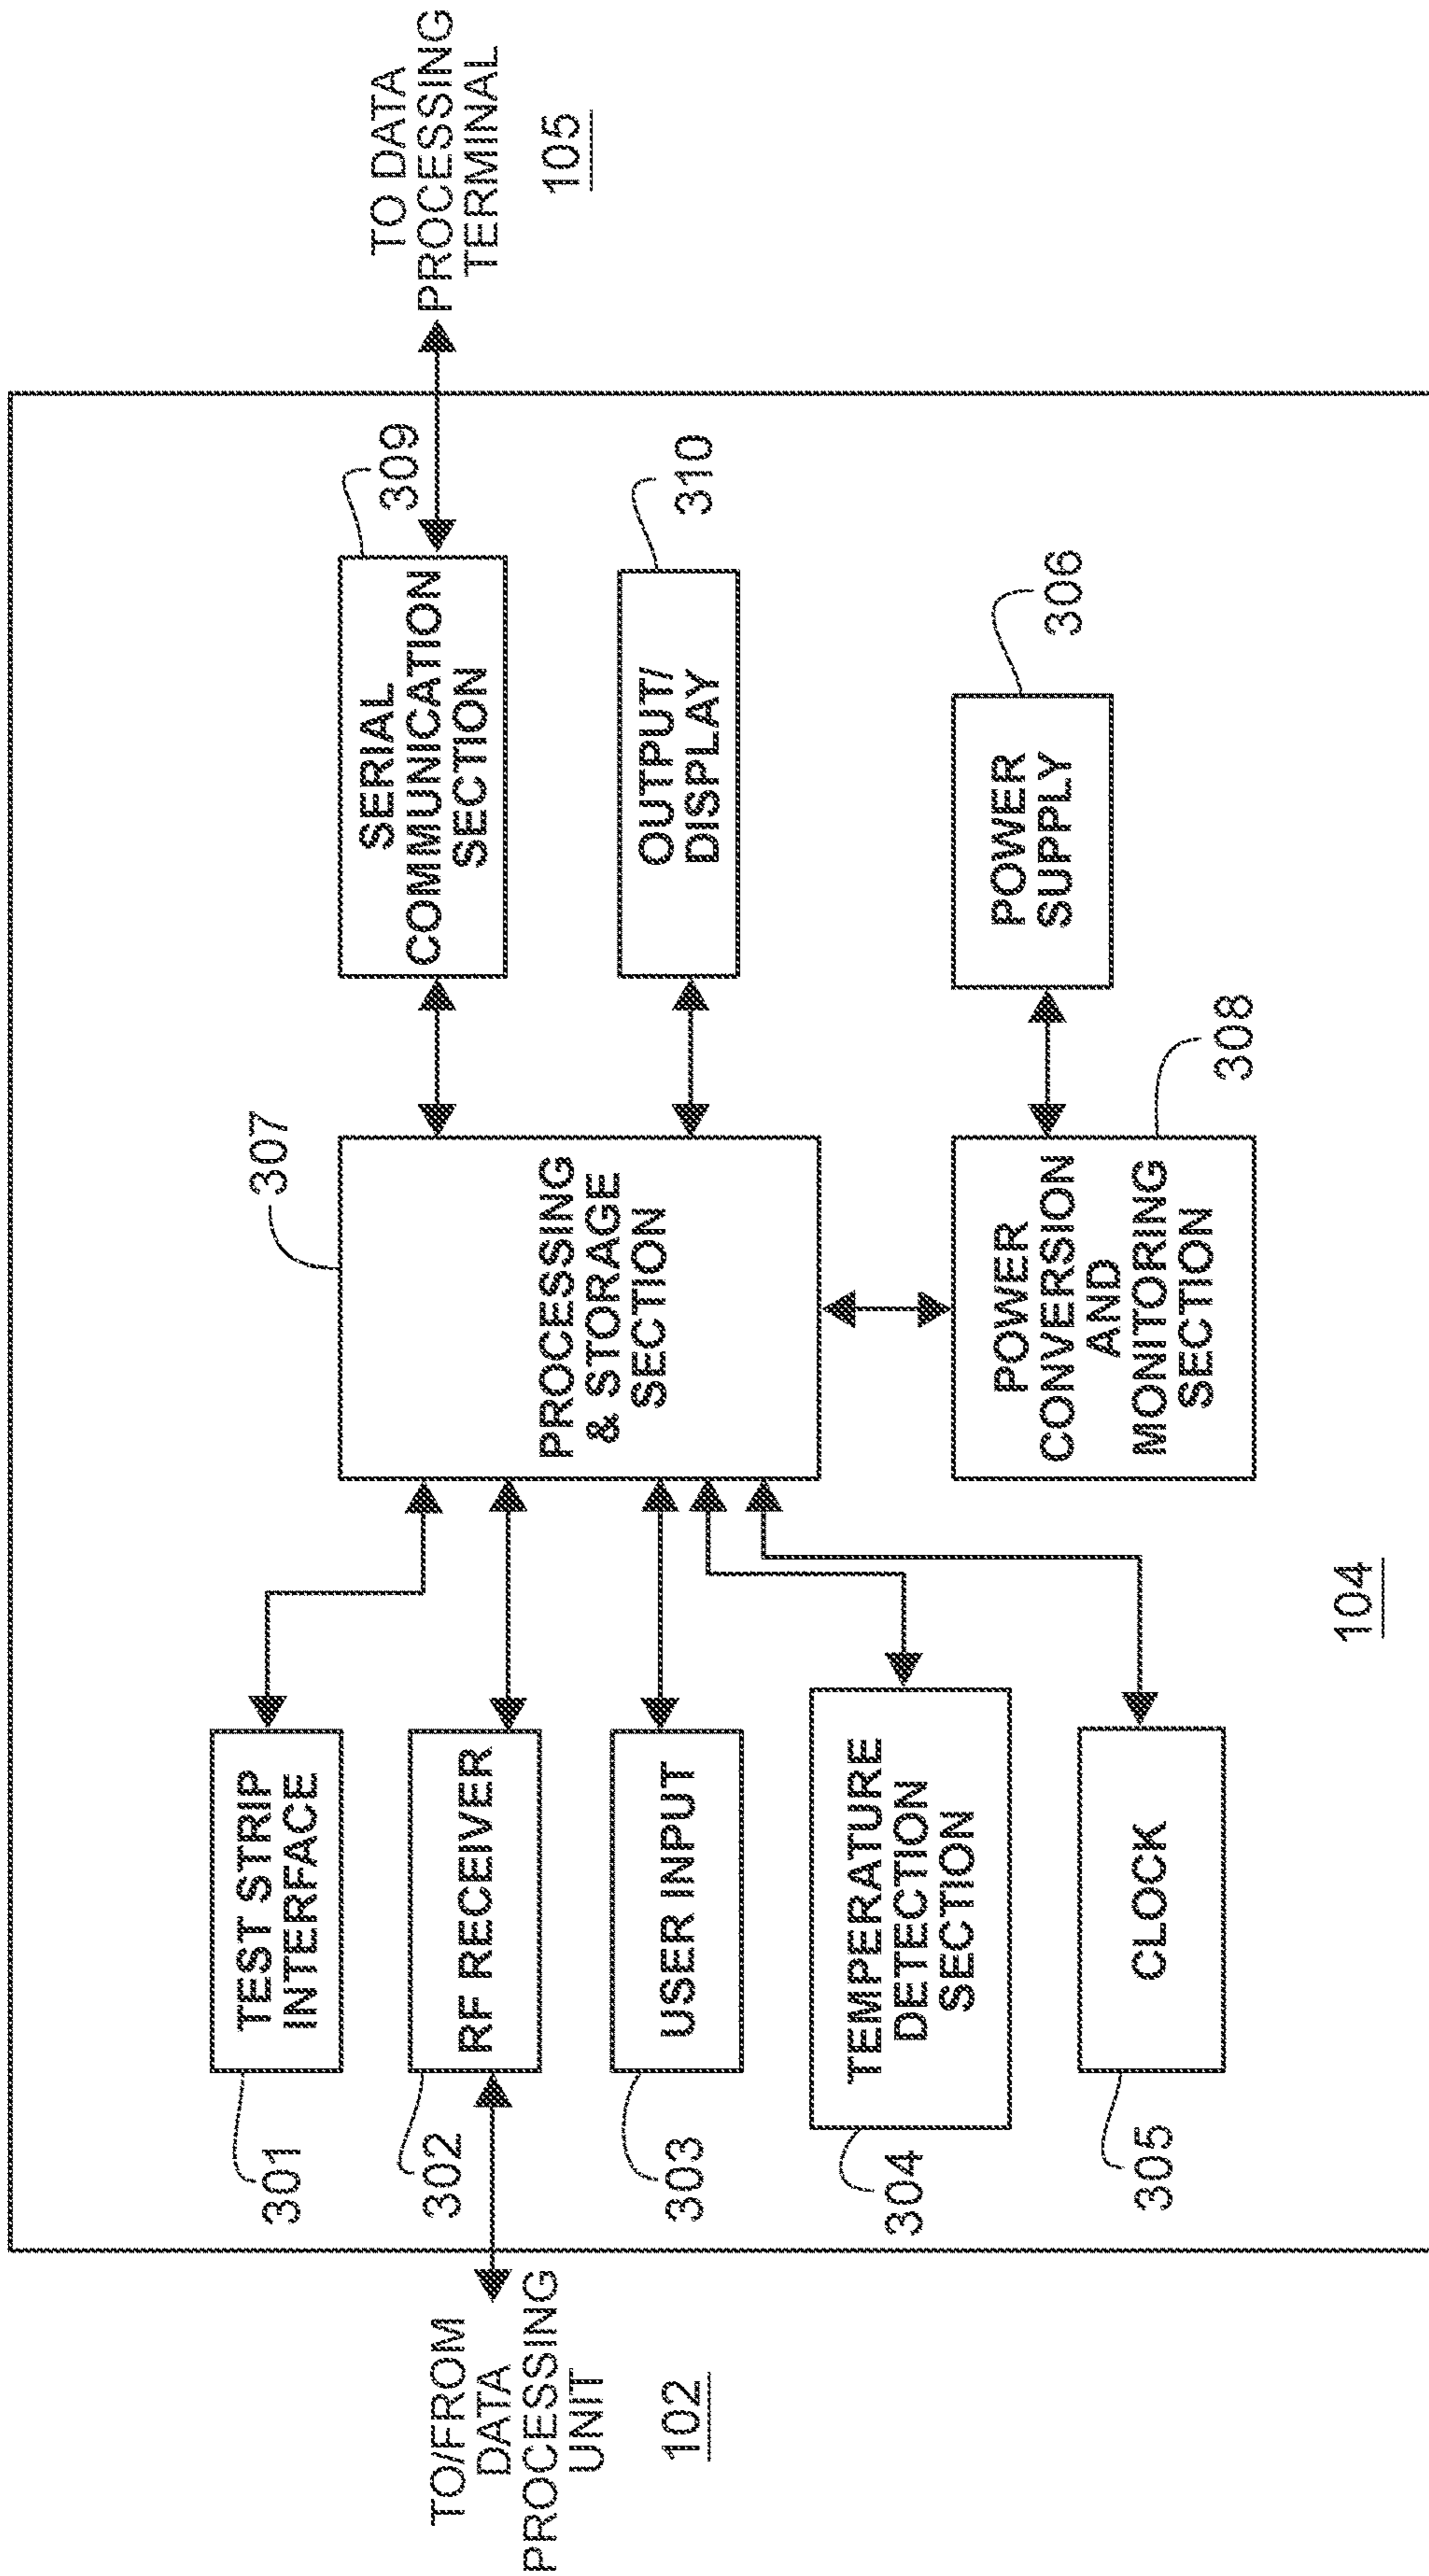 TO/FROM
DATA
PROCESSING
UNIT
102
301
TEST STRIP
INTERFACE
302
RF RECEIVER
303
USER INPUT
304
TEMPERATURE
DETECTION
SECTION
305
CLOCK
307
PROCESSING
& STORAGE
SECTION
POWER
CONVERSION
AND
MONITORING
SECTION
308
SERIAL
COMMUNICATION
SECTION
309
OUTPUT/
DISPLAY
310
POWER
SUPPLY
306
104
TO DATA
PROCESSING
TERMINAL
105